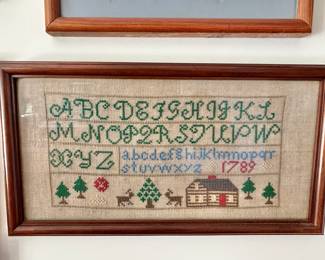 ABCDEFGHIJKL
MNOPQRSTUVW
XYZ abcdefghijklmnopqr
stuvwxyz 1789